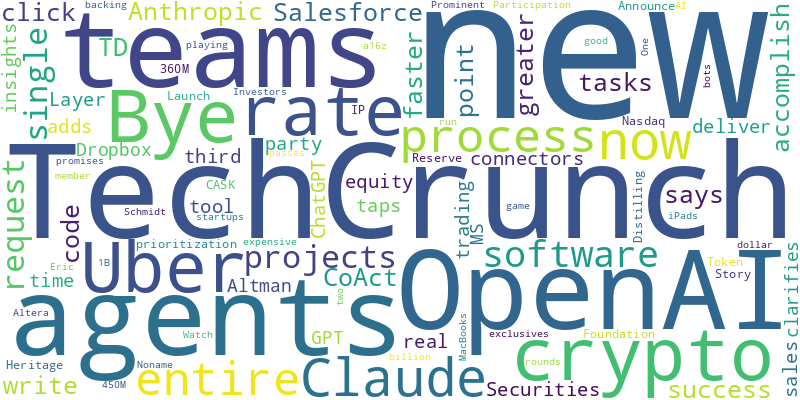 click
backing
Anthropic
Salesforce
Prominent
Participation
Announce
AI
insights
single
teams
TD
playing
360M
a16z
faster
point
greater
new
good
One
bots
accomplish
tasks
Layer
Launch
Investors
IP
adds
Bye
rate
run
Nasdaq
deliver
Dropbox
third
party
passes
process
now
promises
Reserve
connectors
request
member
TechCrunch
CASK
ChatGPT
equity
says
code
Schmidt
tool
startups
taps
trading
MS
game
Distilling
iPads
prioritization
expensive
dollar
Uber
projects
software
time
Eric
1B
Altman
CoAct
Token
Story
clarifies
agents
two
OpenAI
Altera
Watch
GPT
real
MacBooks
exclusives
Foundation
sales
Heritage
Noname
billion
rounds
crypto
write
450M
entire
Claude
Securities
success